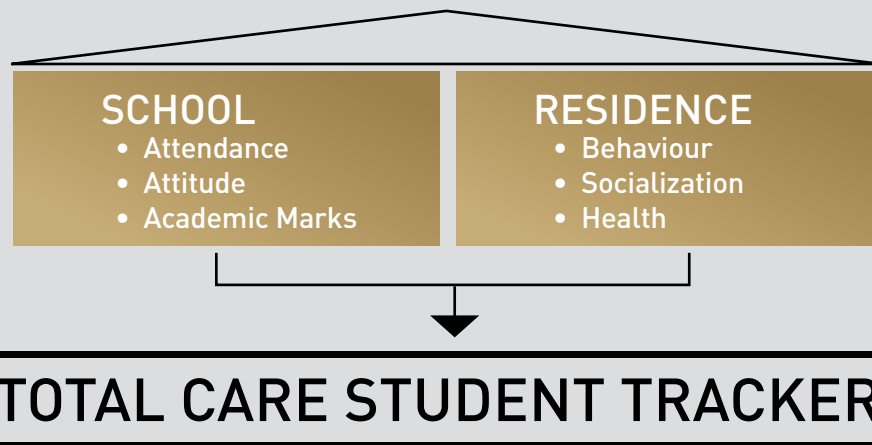 SCHOOL
• Attendance
• Attitude
• Academic Marks
RESIDENCE
• Behaviour
• Socialization
• Health
TOTAL CARE STUDENT TRACKER